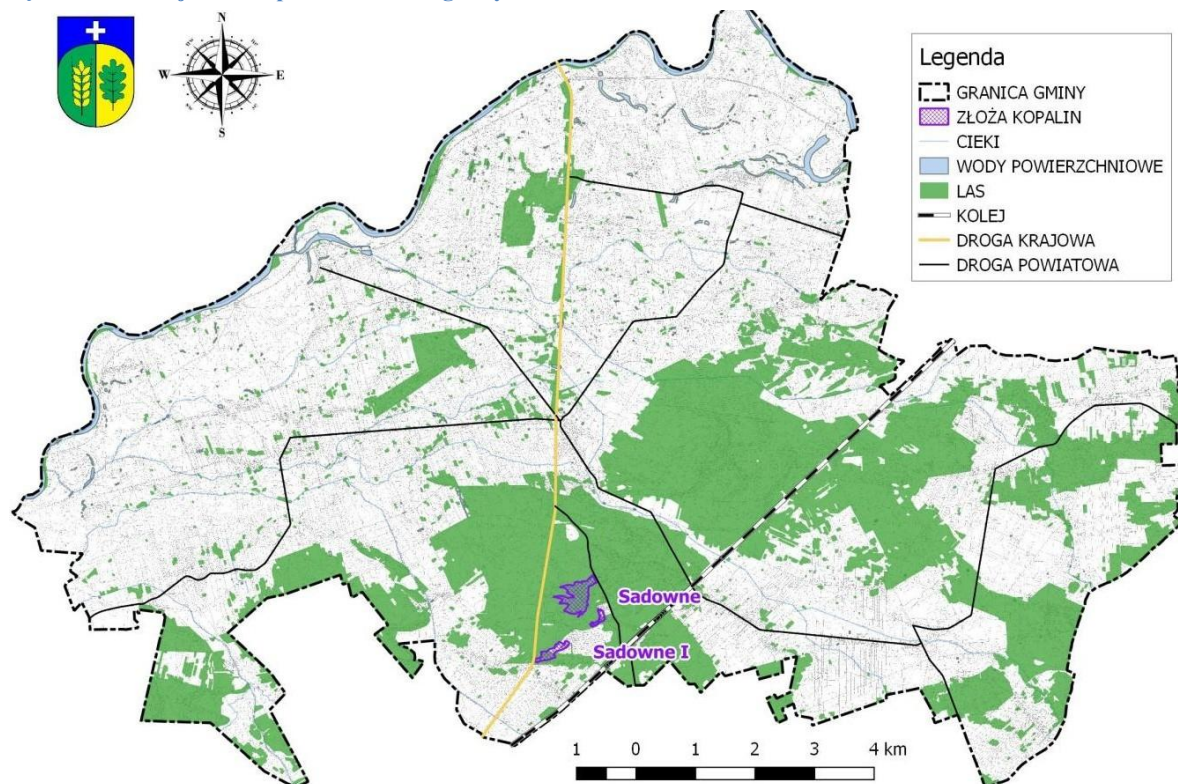 N
W E
S
Legenda
GRANICA GMINY
ZŁOŻA KOPALIN
CIEKI
WODY POWIERZCHNIOWE
LAS
KOLEJ
DROGA KRAJOWA
DROGA POWIATOWA
Sadowne
Sadowne I
1 0 1 2 3 4 km